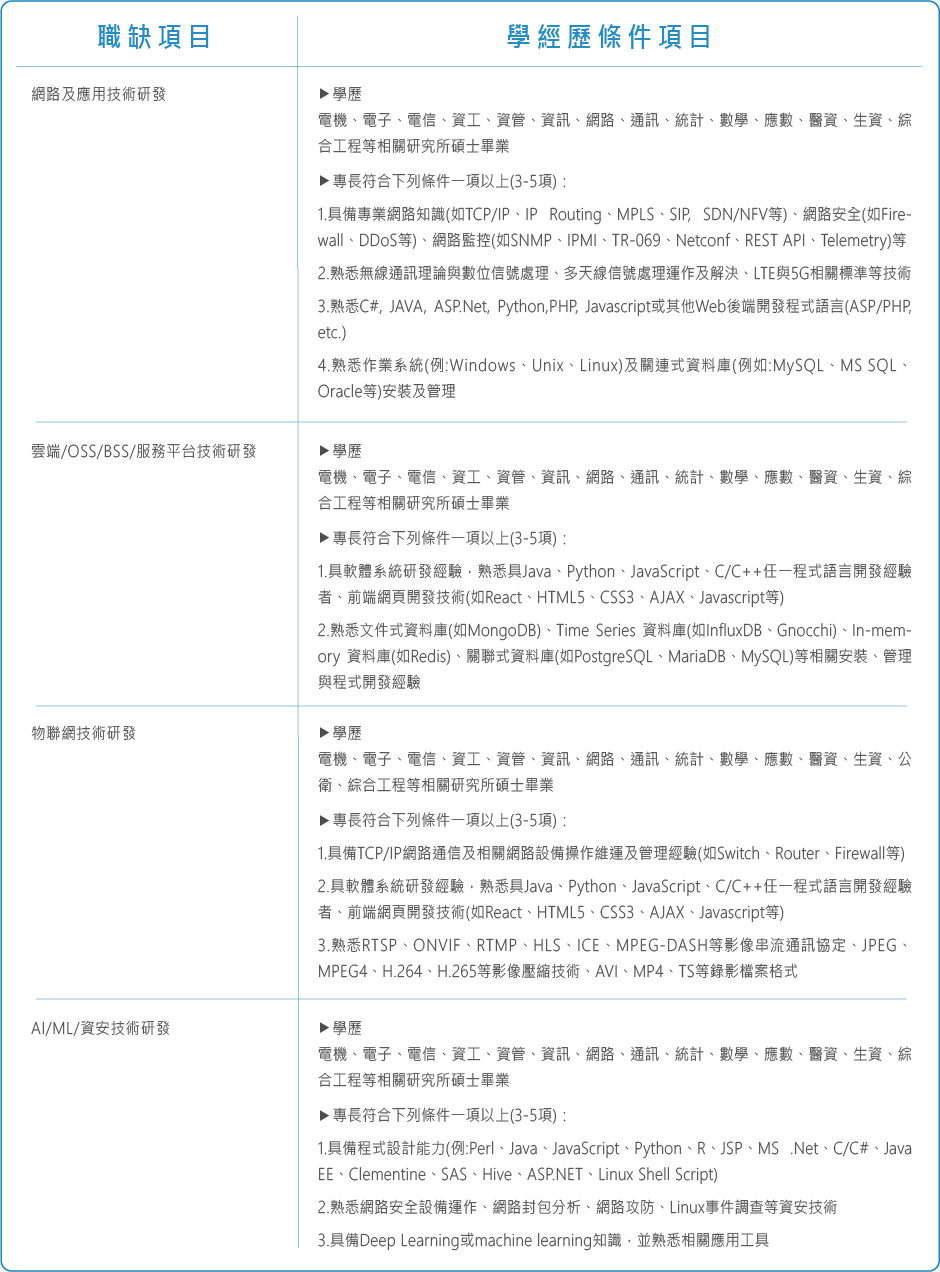 職缺項目
學經歷條件項目
網路及應用技術研發
▶學歷
電機、電子、電信、資工、資管、資訊、網路、通訊、統計、數學、應數、醫資、生資、綜
合工程等相關研究所碩士畢業
▶專長符合下列條件一項以上(3-5項)：
1.具備專業網路知識(如TCP/IP、IP Routing、MPLS、SIP, SDN/NFV等)、網路安全(如Fire-
wall、DDoS等)、網路監控(如SNMP、IPMI、TR-069、Netconf、REST API、Telemetry)等
2.熟悉無線通訊理論與數位信號處理、多天線信號處理運作及解決、LTE與5G相關標準等技術
3.熟悉C#, JAVA, ASP.Net, Python,PHP, Javascript或其他Web後端開發程式語言(ASP/PHP,
etc.)
4.熟悉作業系統(例:Windows、Unix、Linux)及關連式資料庫(例如:MySQL、MS SQL、
Oracle等)安裝及管理
雲端/OSS/BSS/服務平台技術研發
▶學歷
電機、電子、電信、資工、資管、資訊、網路、通訊、統計、數學、應數、醫資、生資、綜
合工程等相關研究所碩士畢業
▶專長符合下列條件一項以上(3-5項)：
1.具軟體系統研發經驗，熟悉具Java、Python、JavaScript、C/C++任一程式語言開發經驗
者、前端網頁開發技術(如React、HTML5、CSS3、AJAX、Javascript等)
2.熟悉文件式資料庫(如MongoDB)、Time Series 資料庫(如InfluxDB、Gnocchi)、In-mem-
ory 資料庫(如Redis)、關聯式資料庫(如PostgreSQL、MariaDB、MySQL)等相關安裝、管理
與程式開發經驗
物聯網技術研發
▶學歷
電機、電子、電信、資工、資管、資訊、網路、通訊、統計、數學、應數、醫資、生資、公
衛、綜合工程等相關研究所碩士畢業
▶專長符合下列條件一項以上(3-5項)：
1.具備TCP/IP網路通信及相關網路設備操作維運及管理經驗(如Switch、Router、Firewall等)
2.具軟體系統研發經驗，熟悉具Java、Python、JavaScript、C/C++任一程式語言開發經驗
者、前端網頁開發技術(如React、HTML5、CSS3、AJAX、Javascript等)
3.熟悉RTSP、ONVIF、RTMP、HLS、ICE、MPEG-DASH等影像串流通訊協定、JPEG、
MPEG4、H.264、H.265等影像壓縮技術、AVI、MP4、TS等錄影檔案格式
AI/ML/資安技術研發
▶學歷
電機、電子、電信、資工、資管、資訊、網路、通訊、統計、數學、應數、醫資、生資、綜
合工程等相關研究所碩士畢業
▶專長符合下列條件一項以上(3-5項)：
1.具備程式設計能力(例:Perl、Java、JavaScript、Python、R、JSP、MS .Net、C/C#、Java
EE、Clementine、SAS、Hive、ASP.NET、Linux Shell Script)
2.熟悉網路安全設備運作、網路封包分析、網路攻防、Linux事件調查等資安技術
3.具備Deep Learning或machine learning知識，並熟悉相關應用工具